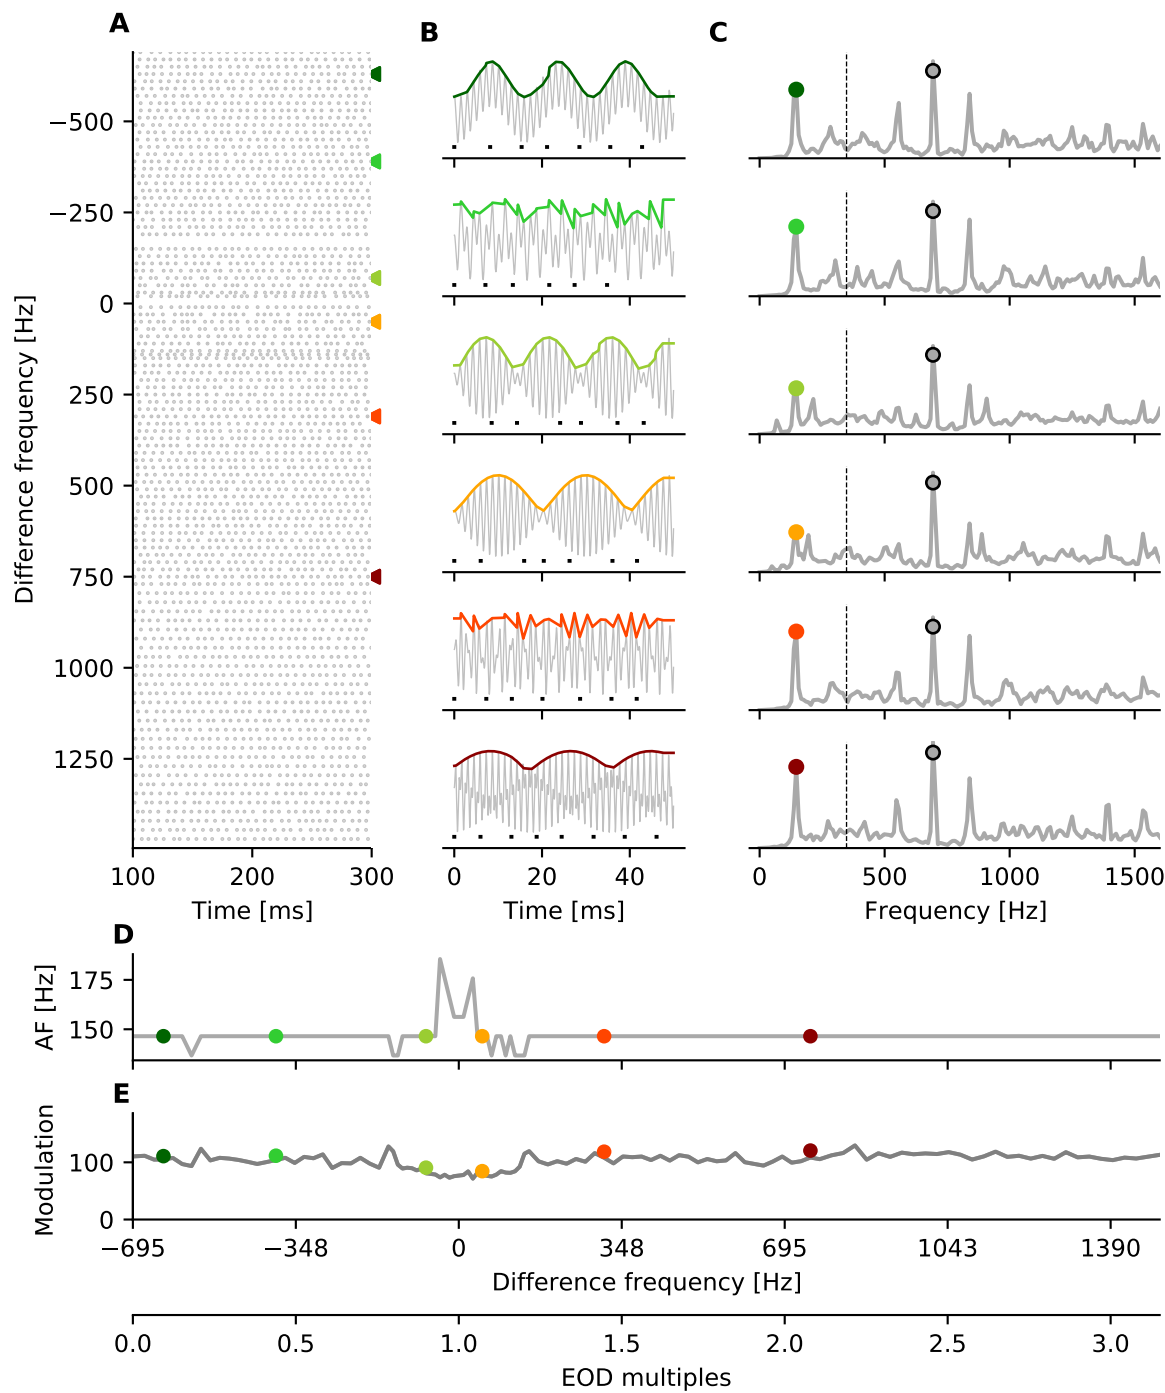 A
B
C
Difference frequency [Hz]
−500
−250
0
250
500
750
1000
1250
100
200
300
Time [ms]
0
20
40
Time [ms]
0
500
1000
1500
Frequency [Hz]
D
AF [Hz]
175
150
E
Modulation
100
0
−695
−348
0
348
695
1043
1390
Difference frequency [Hz]
0.0
0.5
1.0
1.5
2.0
2.5
3.0
EOD multiples